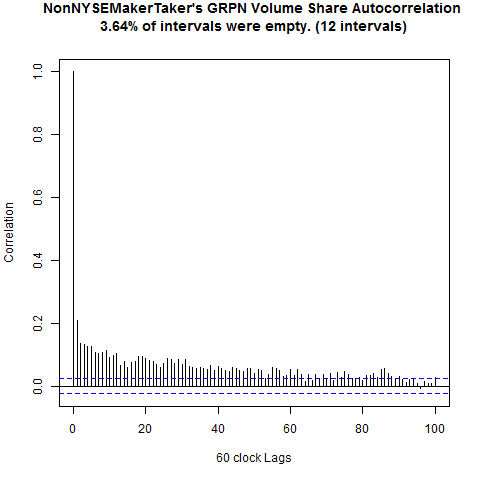 NonNYSEMakerTaker's GRPN Volume Share Autocorrelation
3.64% of intervals were empty. (12 intervals)
1.0
0.8
0.6
0.4
0.2
0.0
Correlation
0 20 40 60 80 100
60 clock Lags